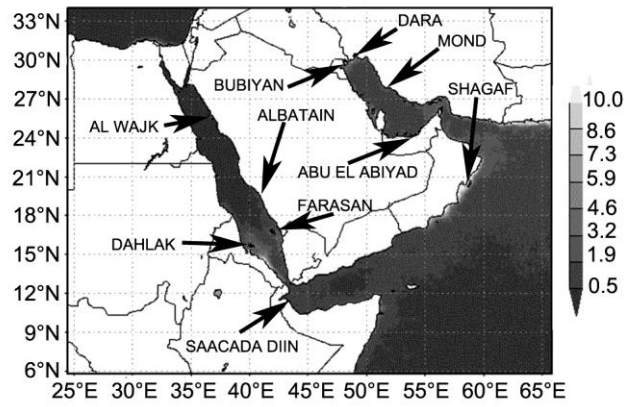 33°N
30°N
27°N
24°N
21°N
18°N
15°N
12°N
9°N
6°N
DARA
MOND
BUBIYAN
SHAGAF
AL WAJK
ALBATAIN
ABU EL ABIYAD
FARASAN
DAHLAK
SAACADA DIIN
25°E 30°E 35°E 40°E 45°E 50°E 55°E 60°E 65°E
10.0
8.6
7.3
5.9
4.6
3.2
1.9
0.5